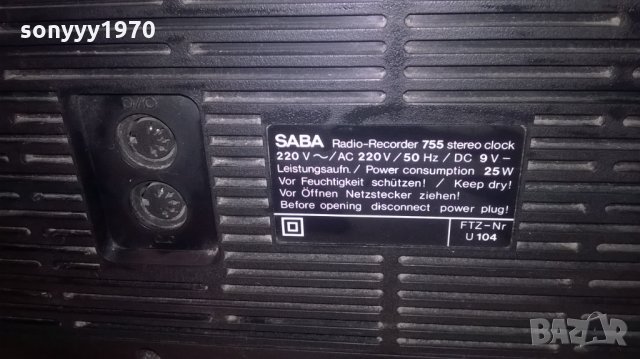 sonyyy1970
SABA Radio-Recorder 755 stereo clock
220 V ~/AC 220 V/50 Hz / DC 9 V-
Leistungsaufn./ Power consumption 25 W
Vor Feuchtigkeit schützen! / Keep dry!
Vor Öffnen Netzstecker ziehen!
Before opening disconnect power plug!
FTZ-Nr
U 104
BAZAR